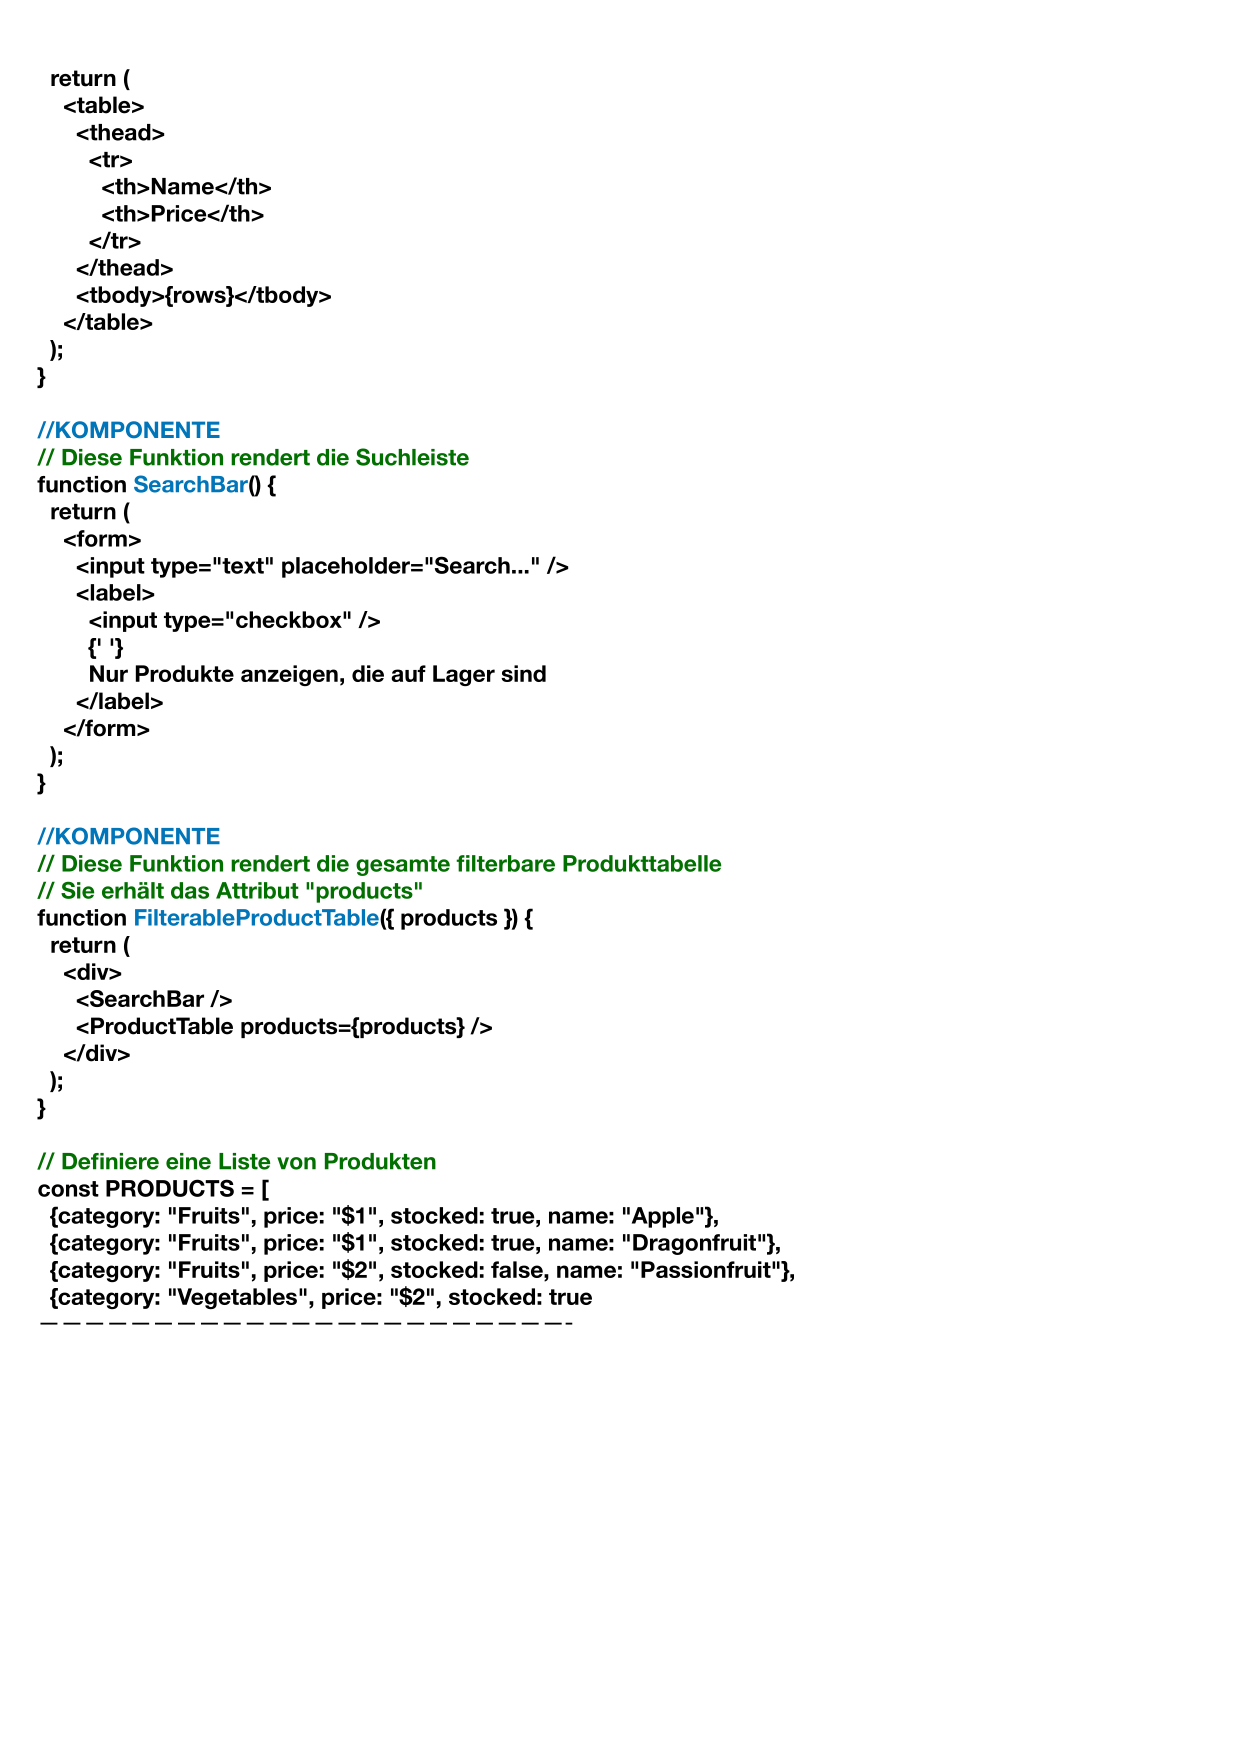 return (
<table>
<thead>
<tr>
<th>Name</th>
<th>Price</th>
</tr>
</thead>
<tbody>{rows}</tbody>
</table>
);
}
//KOMPONENTE
// Diese Funktion rendert die Suchleiste
function SearchBar() {
return (
<form>
<input type="text" placeholder="Search..." />
<label>
<input type="checkbox" />
{' '}
Nur Produkte anzeigen, die auf Lager sind
</label>
</form>
);
}
//KOMPONENTE
// Diese Funktion rendert die gesamte filterbare Produkttabelle
// Sie erhält das Attribut "products"
function FilterableProductTable({ products }) {
return (
<div>
<SearchBar />
<ProductTable products={products} />
</div>
);
}
// Definiere eine Liste von Produkten
const PRODUCTS = [
{category: "Fruits", price: "$1", stocked: true, name: "Apple"},
{category: "Fruits", price: "$1", stocked: true, name: "Dragonfruit"},
{category: "Fruits", price: "$2", stocked: false, name: "Passionfruit"},
{category: "Vegetables", price: "$2", stocked: true
———————————————————————-